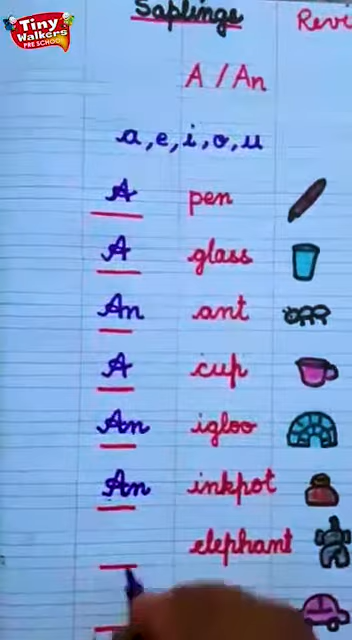 Tiny
Walkers
PRE SCHOOL
Saplings
A / An
a, e, i, o, u
A pen
A glass
An ant
A cup
An igloo
An inkpot
elephant